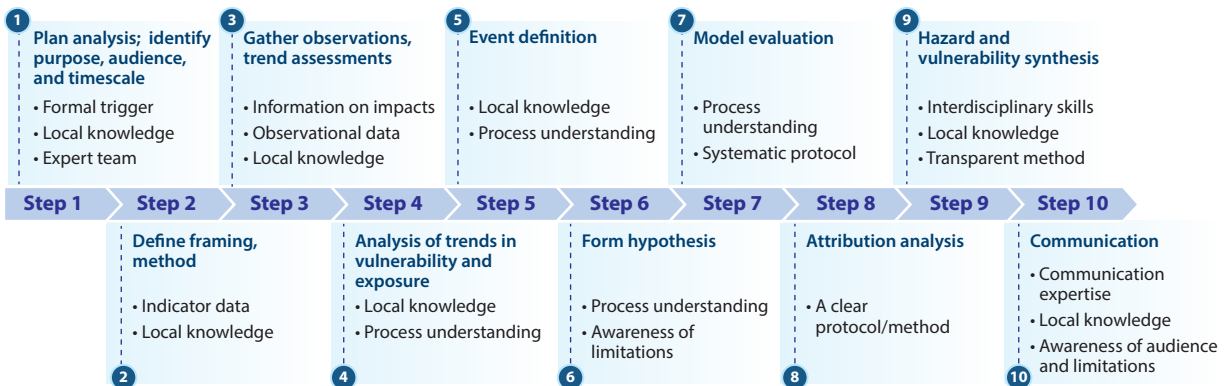 1
Plan analysis; identify
purpose, audience,
and timescale
• Formal trigger
• Local knowledge
• Expert team
3
Gather observations,
trend assessments
• Information on impacts
• Observational data
• Local knowledge
5
Event definition
• Local knowledge
• Process understanding
7
Model evaluation
• Process
understanding
• Systematic protocol
9
Hazard and
vulnerability synthesis
• Interdisciplinary skills
• Local knowledge
• Transparent method
Step 1
Step 2
Step 3
Step 4
Step 5
Step 6
Step 7
Step 8
Step 9
Step 10
Define framing,
method
• Indicator data
• Local knowledge
2
Analysis of trends in
vulnerability and
exposure
• Local knowledge
• Process understanding
4
Form hypothesis
• Process understanding
• Awareness of
limitations
6
Attribution analysis
• A clear
protocol/method
8
Communication
• Communication
expertise
• Local knowledge
• Awareness of audience
and limitations
10